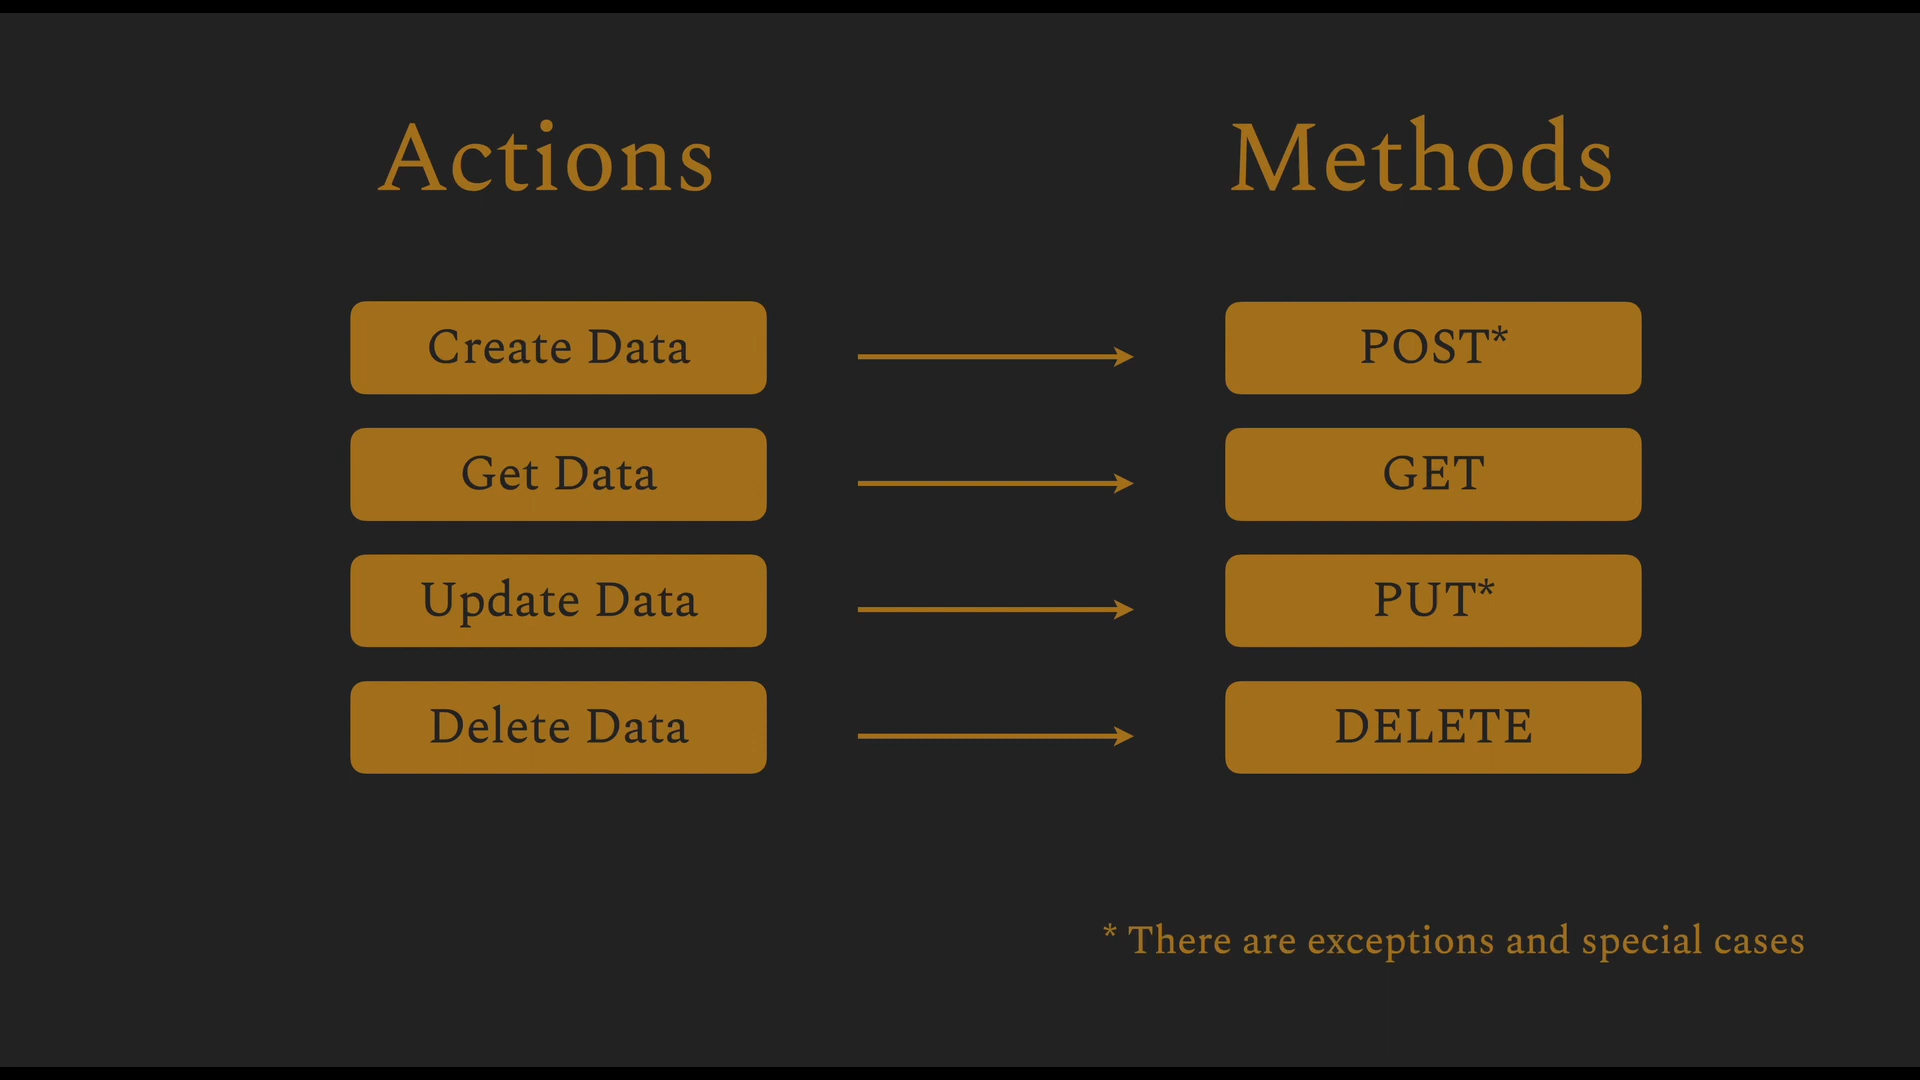 Actions
Methods
Create Data
POST*
Get Data
GET
Update Data
PUT*
Delete Data
DELETE
* There are exceptions and special cases